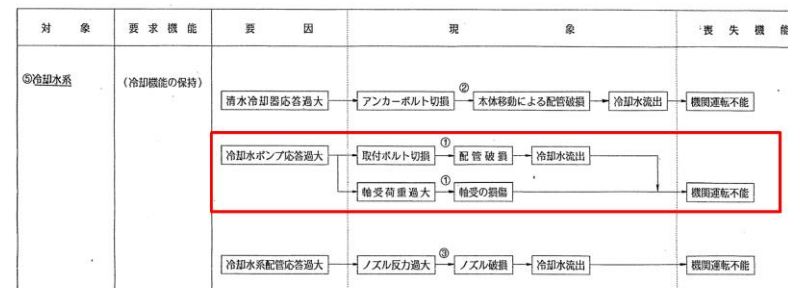 対 象 要 求 機 能 要 因 現 象 喪 失 機 能
⑤冷却水系 (冷却機能の保持)
②
清水冷却器応答過大 アンカーボルト切損 本体移動による配管破損 冷却水流出 機関運転不能
①
冷却水ポンプ応答過大 取付ボルト切損 配管破損 冷却水流出
①
軸受荷重過大 軸受の損傷 機関運転不能
③
冷却水系配管応答過大 ノズル反力過大 ノズル破損 冷却水流出 機関運転不能